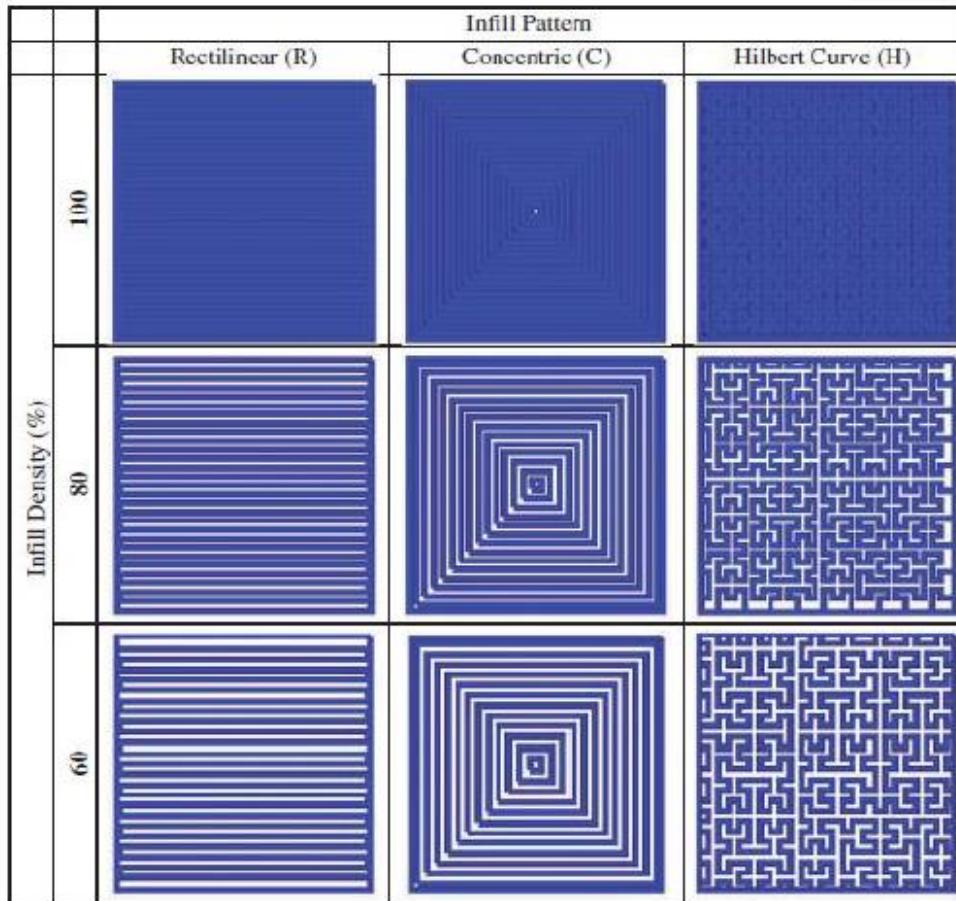 Infill Pattern
Rectilinear (R)
Concentric (C)
Hilbert Curve (H)
Infill Density (%)
100
80
60